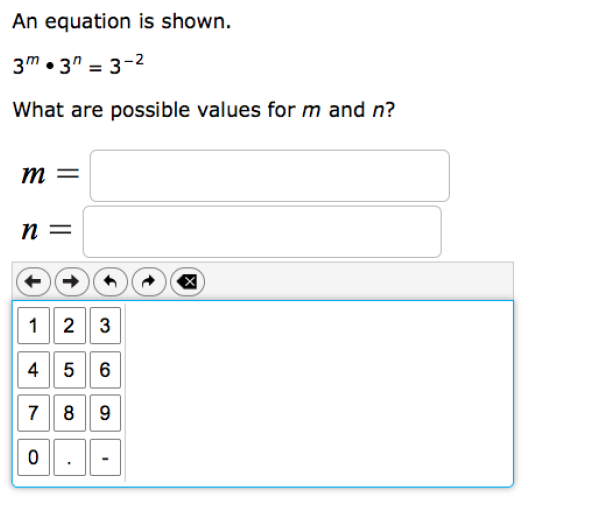 An equation is shown.
3ᵐ • 3ⁿ = 3⁻²
What are possible values for m and n?
m =
n =
1 2 3
4 5 6
7 8 9
0 . -